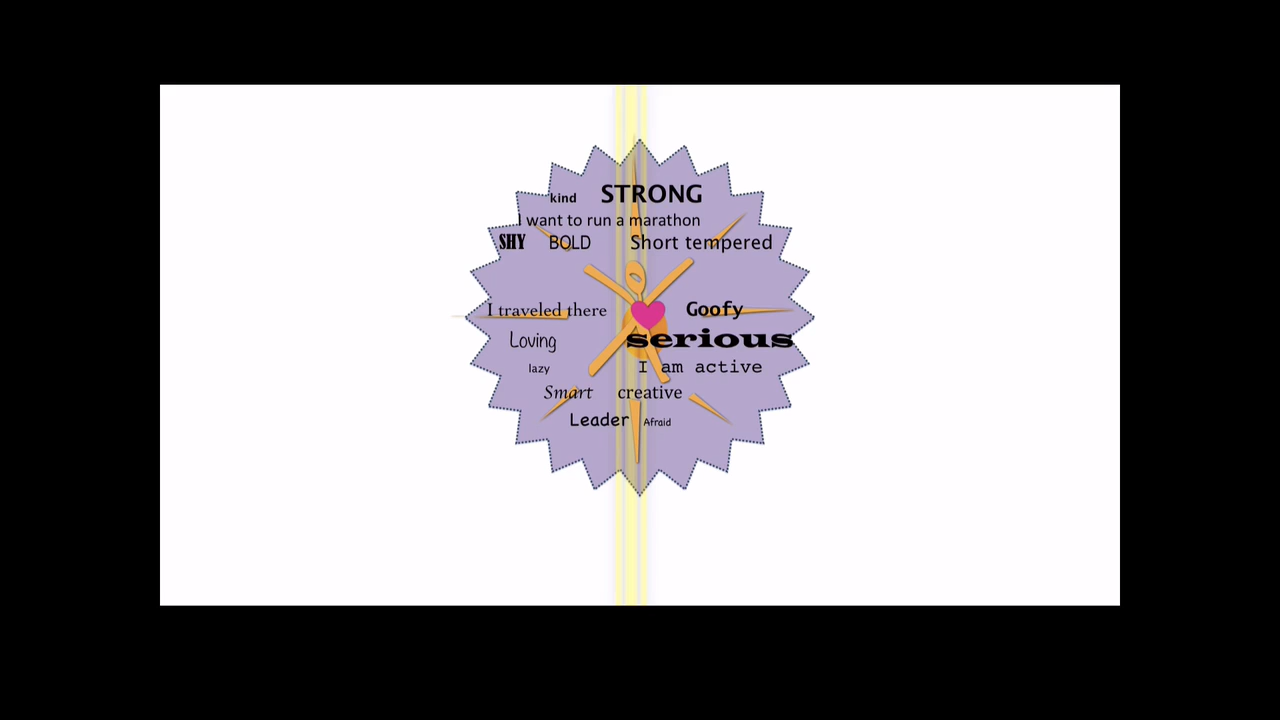 kind STRONG
I want to run a marathon
SHY BOLD Short tempered
I traveled there Goofy
Loving serious
lazy I am active
Smart creative
Leader Afraid